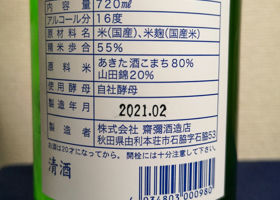 内容量 720㎖
アルコール分 16度
原材料名 米(国産)、米麹(国産米)
精米歩合 55%
原料米 あきた酒こまち80%
山田錦20%
使用酵母 自社酵母
製造年月 2021.02
製造者 株式会社 齋彌酒造店
秋田県由利本荘市石脇字石脇53
お酒は20才になってから。 開栓には十分注意して下さい。
清酒
4 934803 000980